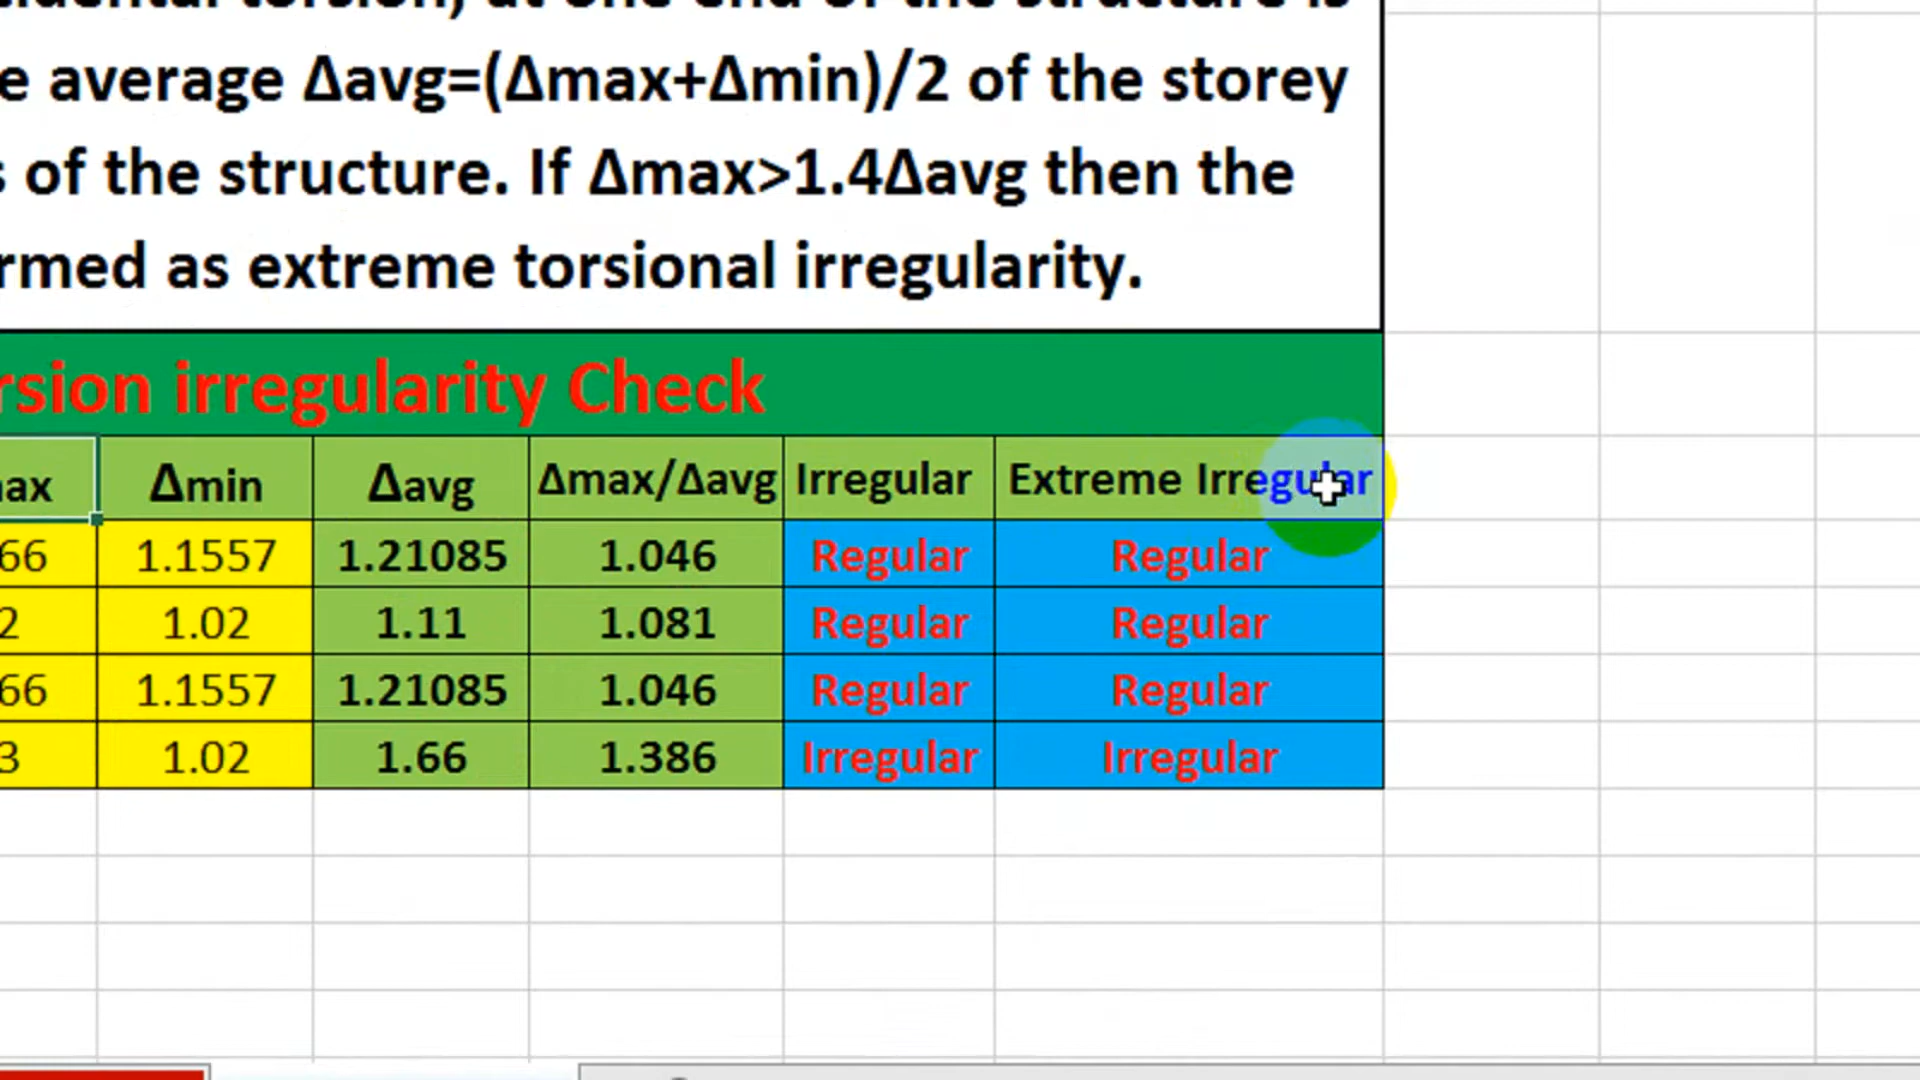 e average Δavg=(Δmax+Δmin)/2 of the storey
of the structure. If Δmax>1.4Δavg then the
rmed as extreme torsional irregularity.
rsion irregularity Check
ax Δmin Δavg Δmax/Δavg Irregular Extreme Irregular
66 1.1557 1.21085 1.046 Regular Regular
2 1.02 1.11 1.081 Regular Regular
66 1.1557 1.21085 1.046 Regular Regular
3 1.02 1.66 1.386 Irregular Irregular